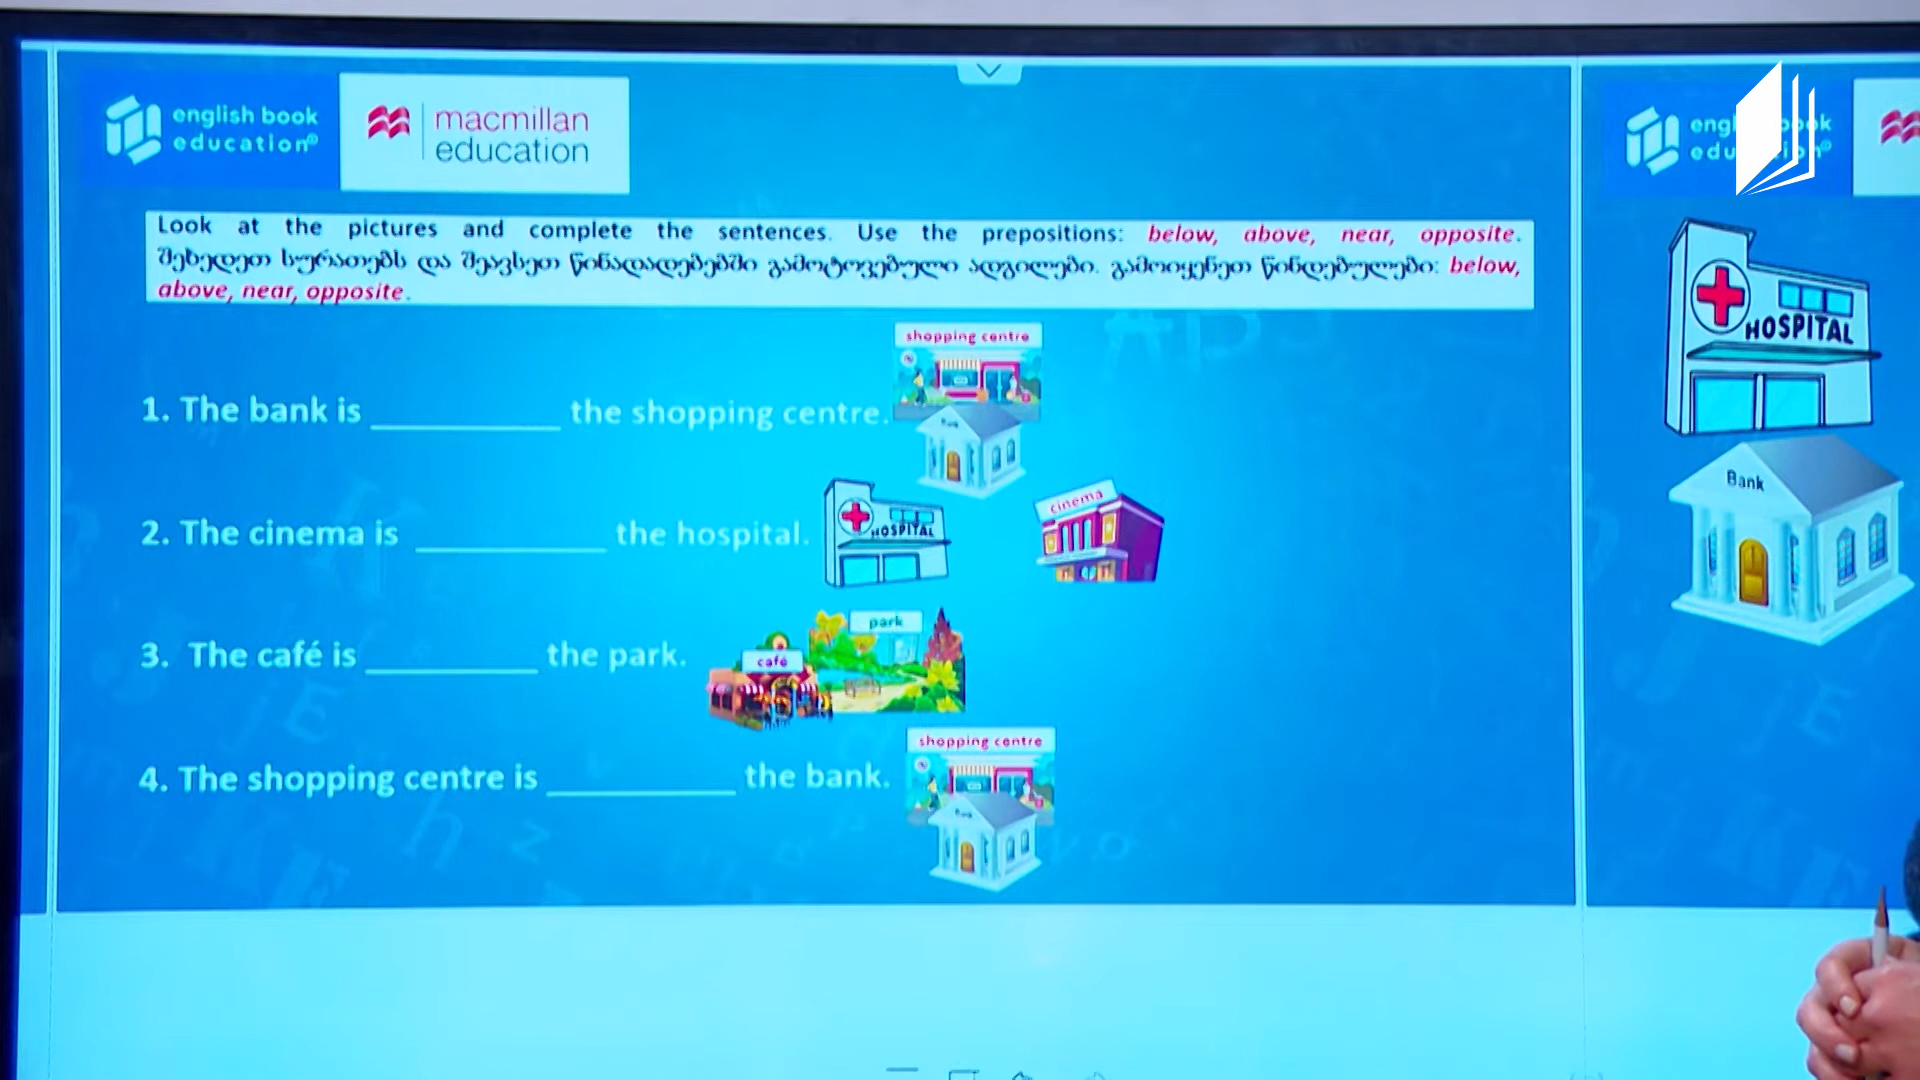 english book
education®
macmillan
education
Look at the pictures and complete the sentences. Use the prepositions: below, above, near, opposite.
შეხედეთ სურათებს და შეავსეთ წინადადებებში გამოტოვებული ადგილები. გამოიყენეთ წინდებულები: below,
above, near, opposite.
shopping centre
1. The bank is __________ the shopping centre.
Bank
2. The cinema is __________ the hospital.
HOSPITAL
cinema
3. The café is __________ the park.
café
park
shopping centre
4. The shopping centre is __________ the bank.
Bank
HOSPITAL
Bank